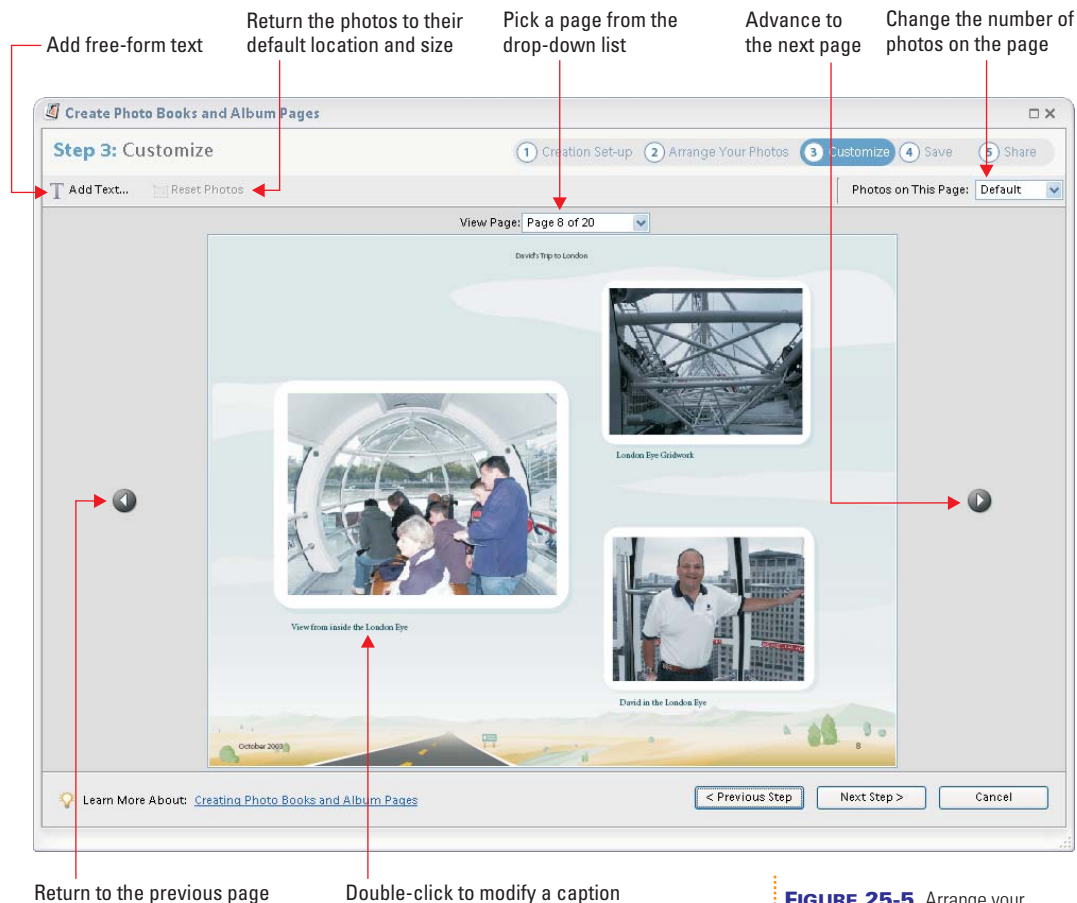 Add free-form text
Return the photos to their
default location and size
Pick a page from the
drop-down list
Advance to
the next page
Change the number of
photos on the page
Create Photo Books and Album Pages
Step 3: Customize
1 Creation Set-up 2 Arrange Your Photos 3 Customize 4 Save 5 Share
T Add Text... Reset Photos
Photos on This Page: Default
View Page: Page 8 of 20
David's Trip to London
London Eye Gridwork
View from inside the London Eye
David in the London Eye
October 2003
8
Learn More About: Creating Photo Books and Album Pages
< Previous Step Next Step > Cancel
Return to the previous page
Double-click to modify a caption
FIGURE 25-5 Arrange your